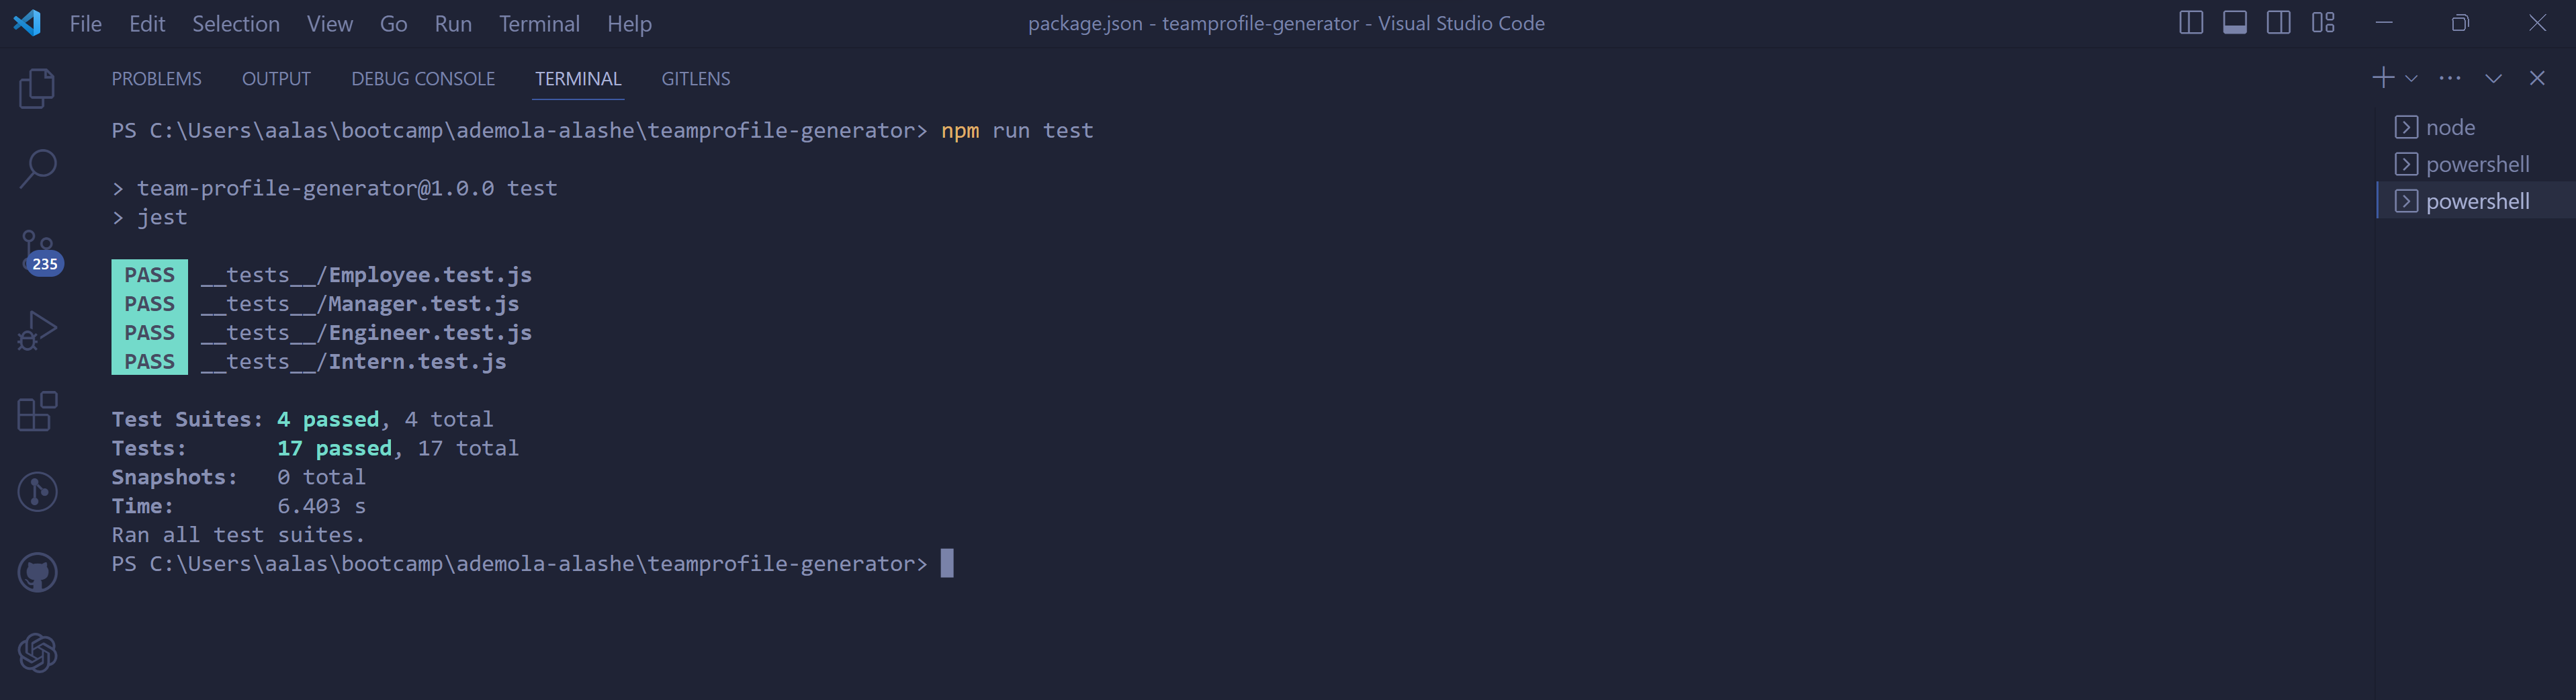 File Edit Selection View Go Run Terminal Help package.json - teamprofile-generator - Visual Studio Code
PROBLEMS OUTPUT DEBUG CONSOLE TERMINAL GITLENS
PS C:\Users\aalas\bootcamp\ademola-alashe\teamprofile-generator> npm run test
> team-profile-generator@1.0.0 test
> jest
PASS __tests__/Employee.test.js
PASS __tests__/Manager.test.js
PASS __tests__/Engineer.test.js
PASS __tests__/Intern.test.js
Test Suites: 4 passed, 4 total
Tests: 17 passed, 17 total
Snapshots: 0 total
Time: 6.403 s
Ran all test suites.
PS C:\Users\aalas\bootcamp\ademola-alashe\teamprofile-generator>
node
powershell
powershell
235